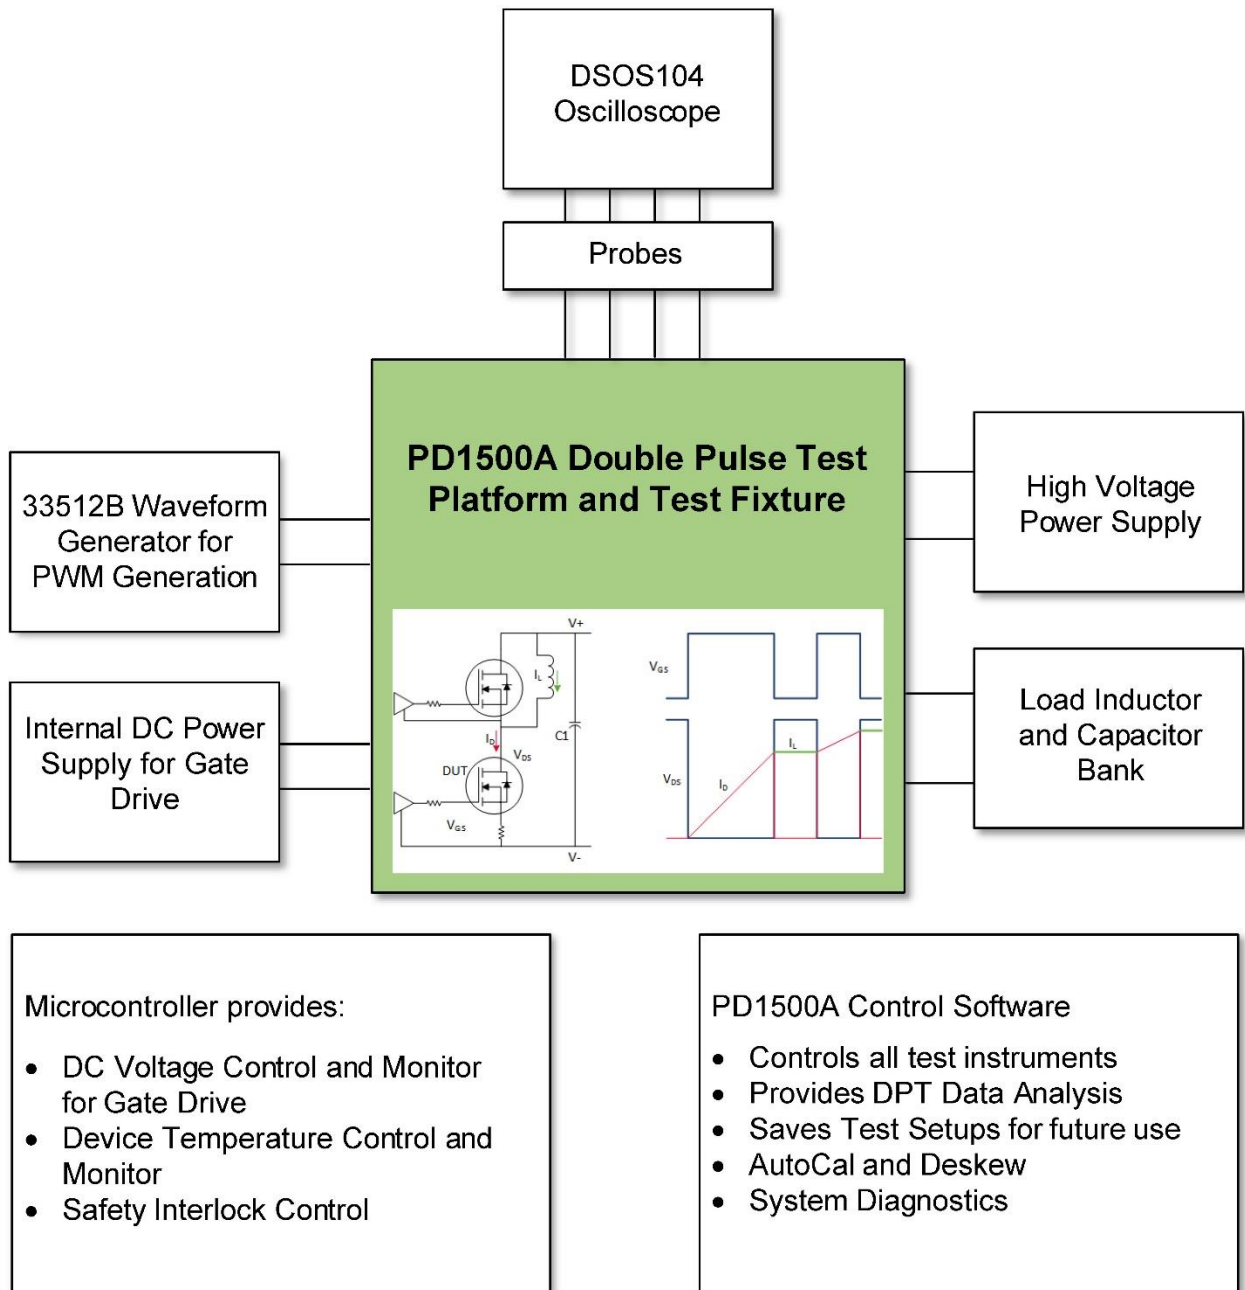 DSOS104
Oscilloscope
Probes
PD1500A Double Pulse Test
Platform and Test Fixture
33512B Waveform
Generator for
PWM Generation
High Voltage
Power Supply
Internal DC Power
Supply for Gate
Drive
Load Inductor
and Capacitor
Bank
V+
IL
ID
VDS
C1
DUT
VGS
V-
VGS
VDS
IL
ID
Microcontroller provides:
• DC Voltage Control and Monitor
for Gate Drive
• Device Temperature Control and
Monitor
• Safety Interlock Control
PD1500A Control Software
• Controls all test instruments
• Provides DPT Data Analysis
• Saves Test Setups for future use
• AutoCal and Deskew
• System Diagnostics